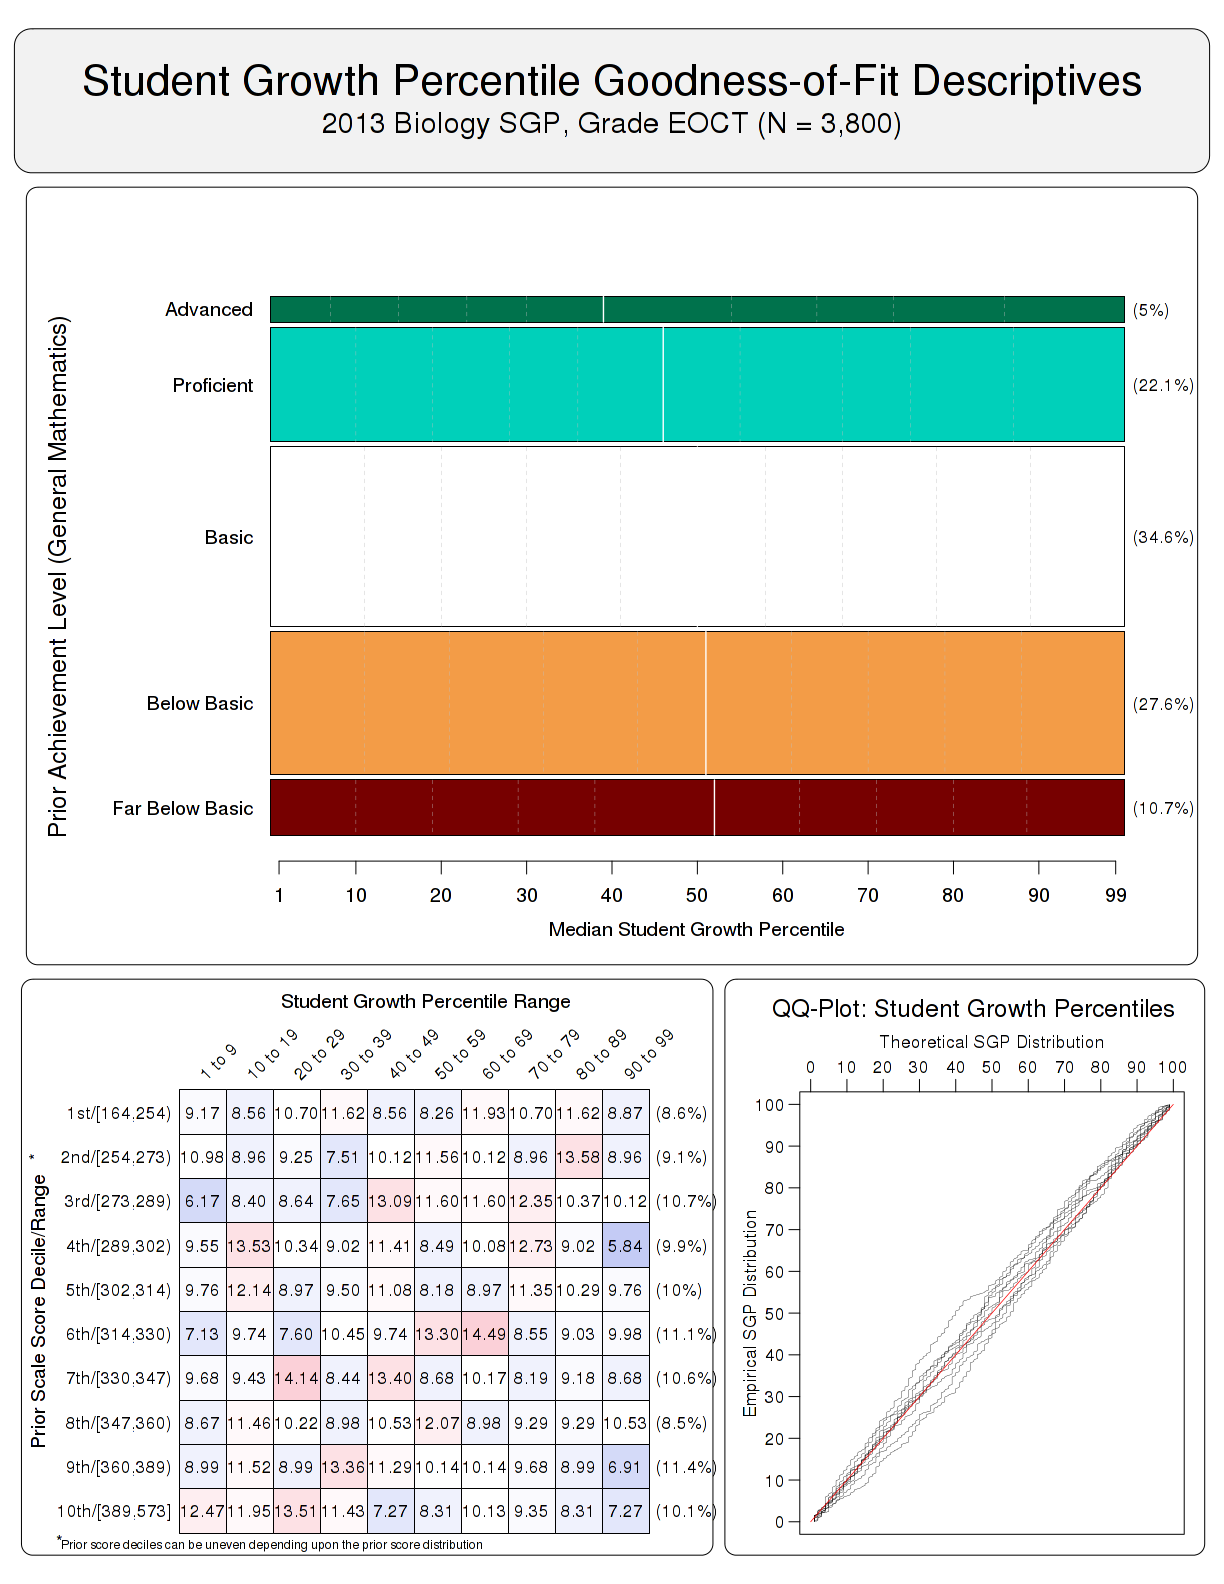 Student Growth Percentile Goodness-of-Fit Descriptives
2013 Biology SGP, Grade EOCT (N = 3,800)
Prior Achievement Level (General Mathematics)
Advanced (5%)
Proficient (22.1%)
Basic (34.6%)
Below Basic (27.6%)
Far Below Basic (10.7%)
1 10 20 30 40 50 60 70 80 90 99
Median Student Growth Percentile
Student Growth Percentile Range
1 to 9 10 to 19 20 to 29 30 to 39 40 to 49 50 to 59 60 to 69 70 to 79 80 to 89 90 to 99
Prior Scale Score Decile/Range *
1st/[164,254) 9.17 8.56 10.70 11.62 8.56 8.26 11.93 10.70 11.62 8.87 (8.6%)
2nd/[254,273) 10.98 8.96 9.25 7.51 10.12 11.56 10.12 8.96 13.58 8.96 (9.1%)
3rd/[273,289) 6.17 8.40 8.64 7.65 13.09 11.60 11.60 12.35 10.37 10.12 (10.7%)
4th/[289,302) 9.55 13.53 10.34 9.02 11.41 8.49 10.08 12.73 9.02 5.84 (9.9%)
5th/[302,314) 9.76 12.14 8.97 9.50 11.08 8.18 8.97 11.35 10.29 9.76 (10%)
6th/[314,330) 7.13 9.74 7.60 10.45 9.74 13.30 14.49 8.55 9.03 9.98 (11.1%)
7th/[330,347) 9.68 9.43 14.14 8.44 13.40 8.68 10.17 8.19 9.18 8.68 (10.6%)
8th/[347,360) 8.67 11.46 10.22 8.98 10.53 12.07 8.98 9.29 9.29 10.53 (8.5%)
9th/[360,389) 8.99 11.52 8.99 13.36 11.29 10.14 10.14 9.68 8.99 6.91 (11.4%)
10th/[389,573] 12.47 11.95 13.51 11.43 7.27 8.31 10.13 9.35 8.31 7.27 (10.1%)
*Prior score deciles can be uneven depending upon the prior score distribution
QQ-Plot: Student Growth Percentiles
Theoretical SGP Distribution
0 10 20 30 40 50 60 70 80 90 100
Empirical SGP Distribution
100
90
80
70
60
50
40
30
20
10
0